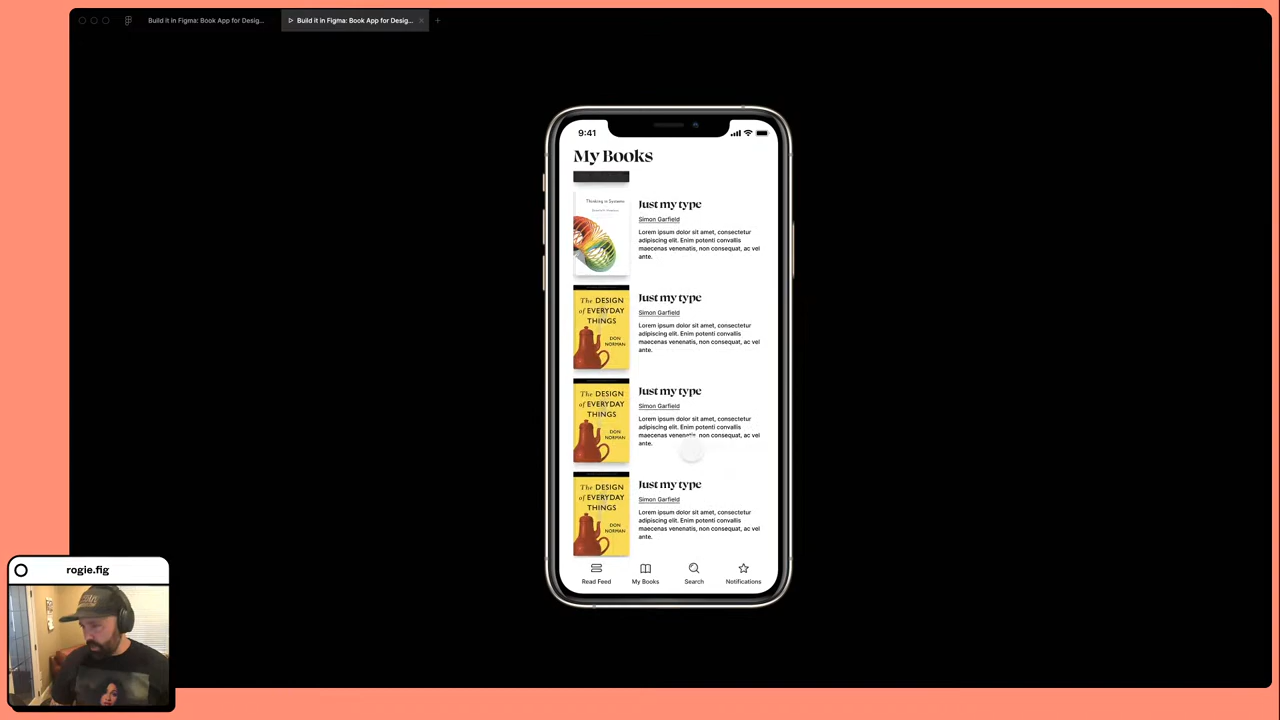 Build it in Figma: Book App for Desig...
Build it in Figma: Book App for Desig...
9:41
My Books
Thinking in Systems
Just my type
Simon Garfield
Lorem ipsum dolor sit amet, consectetur
adipiscing elit. Enim potenti convallis
maecenas venenatis, non consequat, ac vel
ante.
The DESIGN
of EVERYDAY
THINGS
DON
NORMAN
Just my type
Simon Garfield
Lorem ipsum dolor sit amet, consectetur
adipiscing elit. Enim potenti convallis
maecenas venenatis, non consequat, ac vel
ante.
The DESIGN
of EVERYDAY
THINGS
DON
NORMAN
Just my type
Simon Garfield
Lorem ipsum dolor sit amet, consectetur
adipiscing elit. Enim potenti convallis
maecenas venenatis, non consequat, ac vel
ante.
The DESIGN
of EVERYDAY
THINGS
DON
NORMAN
Just my type
Simon Garfield
Lorem ipsum dolor sit amet, consectetur
adipiscing elit. Enim potenti convallis
maecenas venenatis, non consequat, ac vel
ante.
Read Feed
My Books
Search
Notifications
rogie.fig